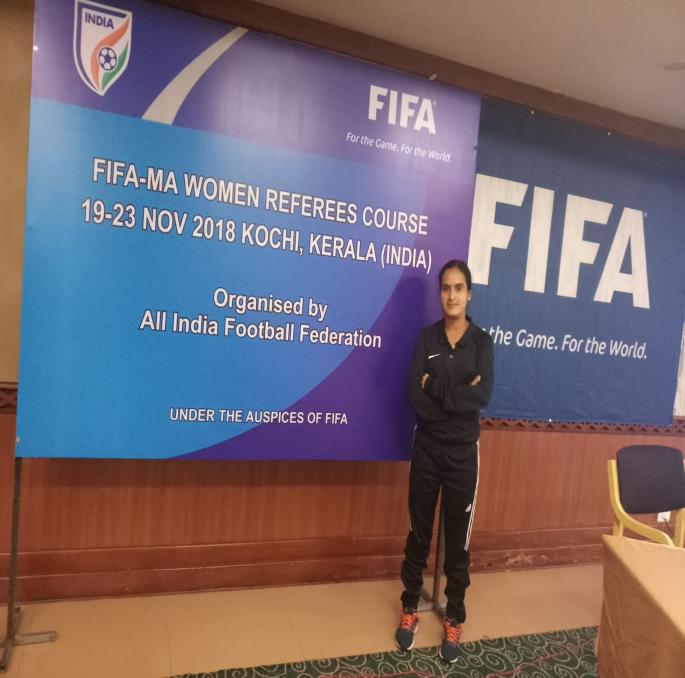 INDIA
FIFA
For the Game. For the World.
FIFA-MA WOMEN REFEREES COURSE
19-23 NOV 2018 KOCHI, KERALA (INDIA)
Organised by
All India Football Federation
UNDER THE AUSPICES OF FIFA
FIFA
the Game. For the World.